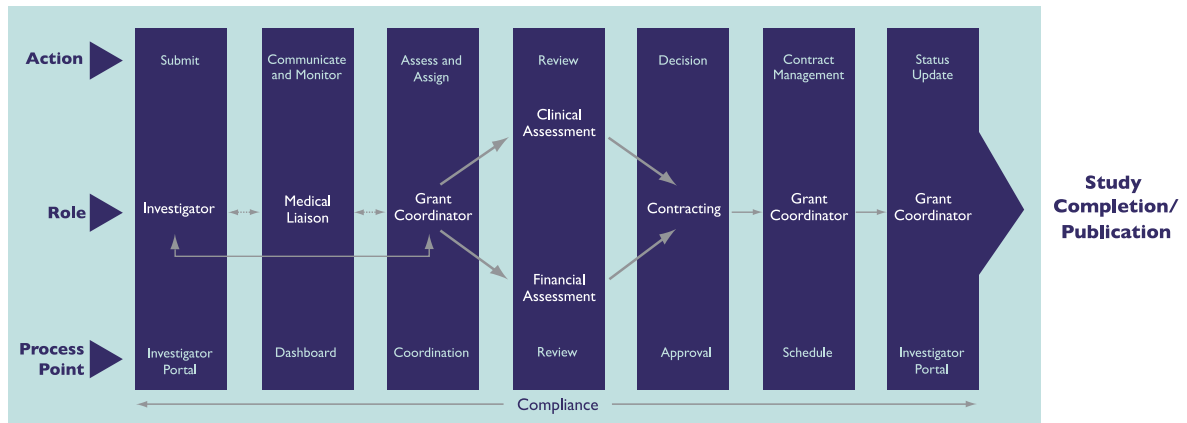 Action
Submit
Communicate
and Monitor
Assess and
Assign
Review
Decision
Contract
Management
Status
Update
Clinical
Assessment
Role
Investigator
Medical
Liaison
Grant
Coordinator
Contracting
Grant
Coordinator
Grant
Coordinator
Study
Completion/
Publication
Financial
Assessment
Process
Point
Investigator
Portal
Dashboard
Coordination
Review
Approval
Schedule
Investigator
Portal
Compliance